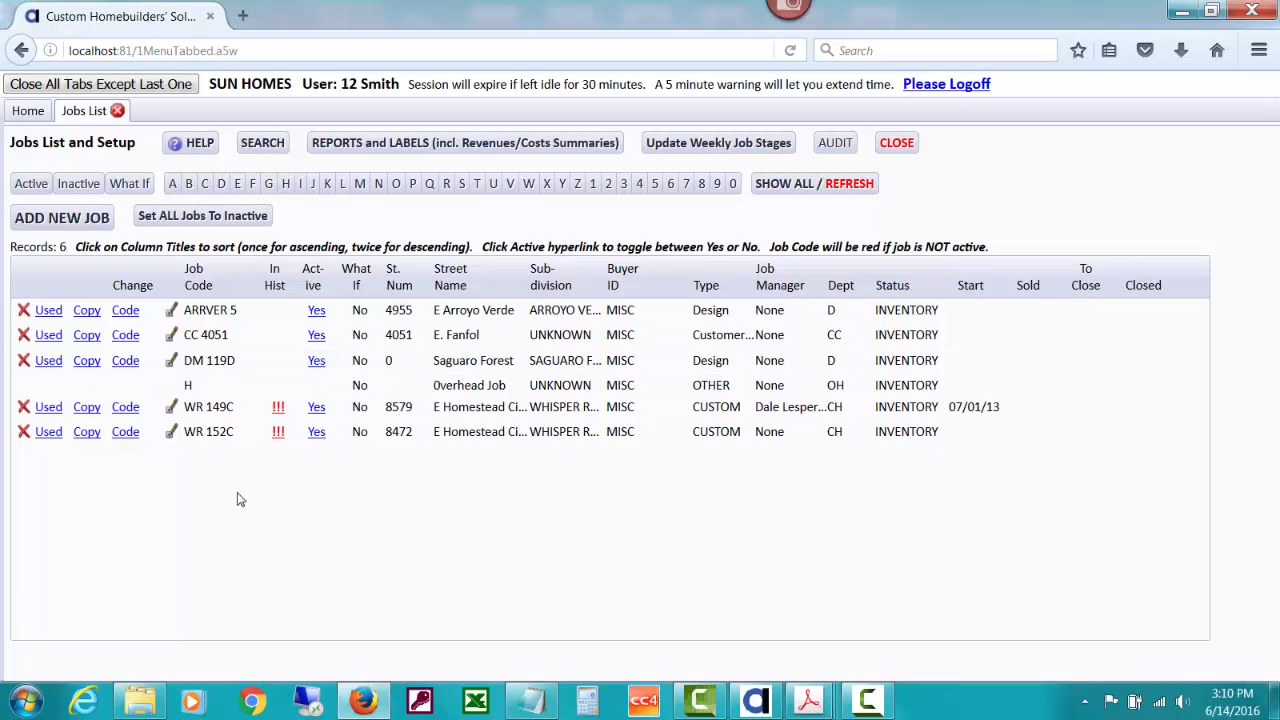 Custom Homebuilders' Sol...
localhost:81/1MenuTabbed.a5w
Search
Close All Tabs Except Last One SUN HOMES User: 12 Smith Session will expire if left idle for 30 minutes. A 5 minute warning will let you extend time. Please Logoff
Home Jobs List
Jobs List and Setup HELP SEARCH REPORTS and LABELS (incl. Revenues/Costs Summaries) Update Weekly Job Stages AUDIT CLOSE
Active Inactive What If A B C D E F G H I J K L M N O P Q R S T U V W X Y Z 1 2 3 4 5 6 7 8 9 0 SHOW ALL / REFRESH
ADD NEW JOB Set ALL Jobs To Inactive
Records: 6 Click on Column Titles to sort (once for ascending, twice for descending). Click Active hyperlink to toggle between Yes or No. Job Code will be red if job is NOT active.
Job In Act- What St. Street Sub- Buyer Job To
Change Code Hist ive If Num Name division ID Type Manager Dept Status Start Sold Close Closed
Used Copy Code ARRVER 5 Yes No 4955 E Arroyo Verde ARROYO VE... MISC Design None D INVENTORY
Used Copy Code CC 4051 Yes No 4051 E. Fanfol UNKNOWN MISC Customer... None CC INVENTORY
Used Copy Code DM 119D Yes No 0 Saguaro Forest SAGUARO F... MISC Design None D INVENTORY
H No Overhead Job UNKNOWN MISC OTHER None OH INVENTORY
Used Copy Code WR 149C !!! Yes No 8579 E Homestead Ci... WHISPER R... MISC CUSTOM Dale Lesper... CH INVENTORY 07/01/13
Used Copy Code WR 152C !!! Yes No 8472 E Homestead Ci... WHISPER R... MISC CUSTOM None CH INVENTORY
CC4
3:10 PM
6/14/2016